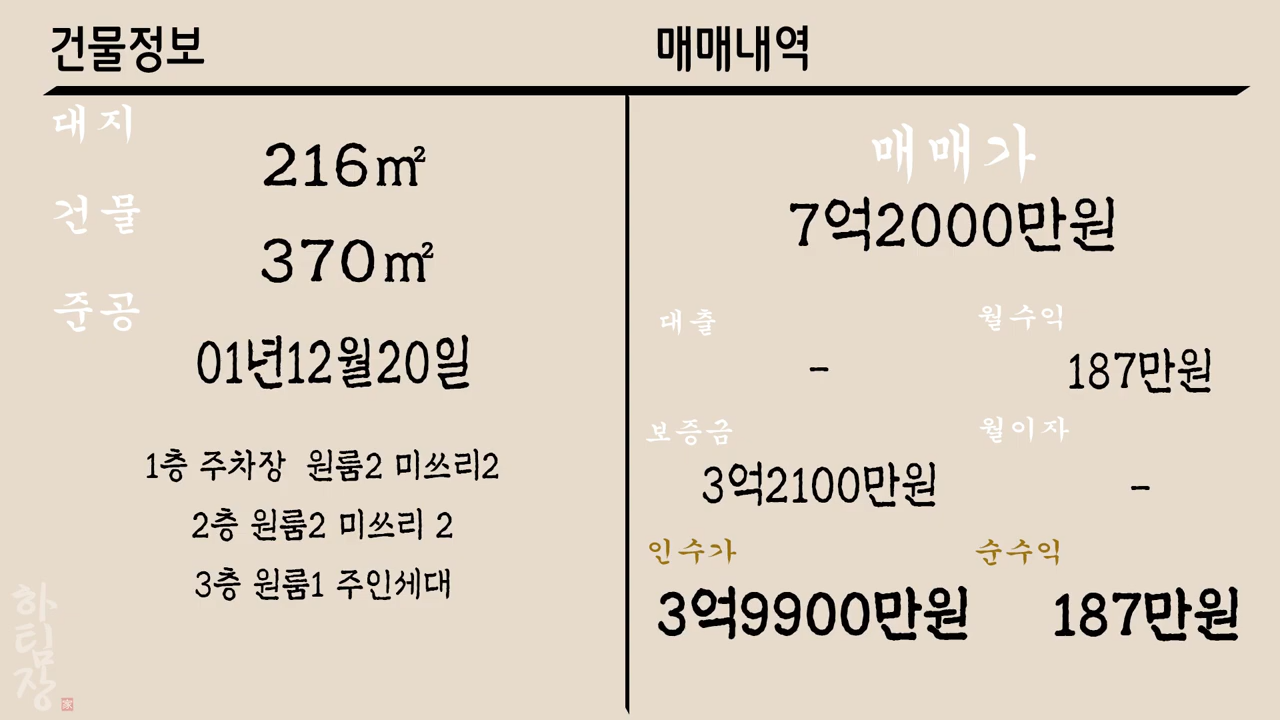 건물정보
대지
216㎡
건물
370㎡
준공
01년12월20일
1층 주차장 원룸2 미쓰리2
2층 원룸2 미쓰리 2
3층 원룸1 주인세대
하팀장
매매내역
매매가
7억2000만원
대출
-
월수익
187만원
보증금
3억2100만원
월이자
-
인수가
3억9900만원
순수익
187만원